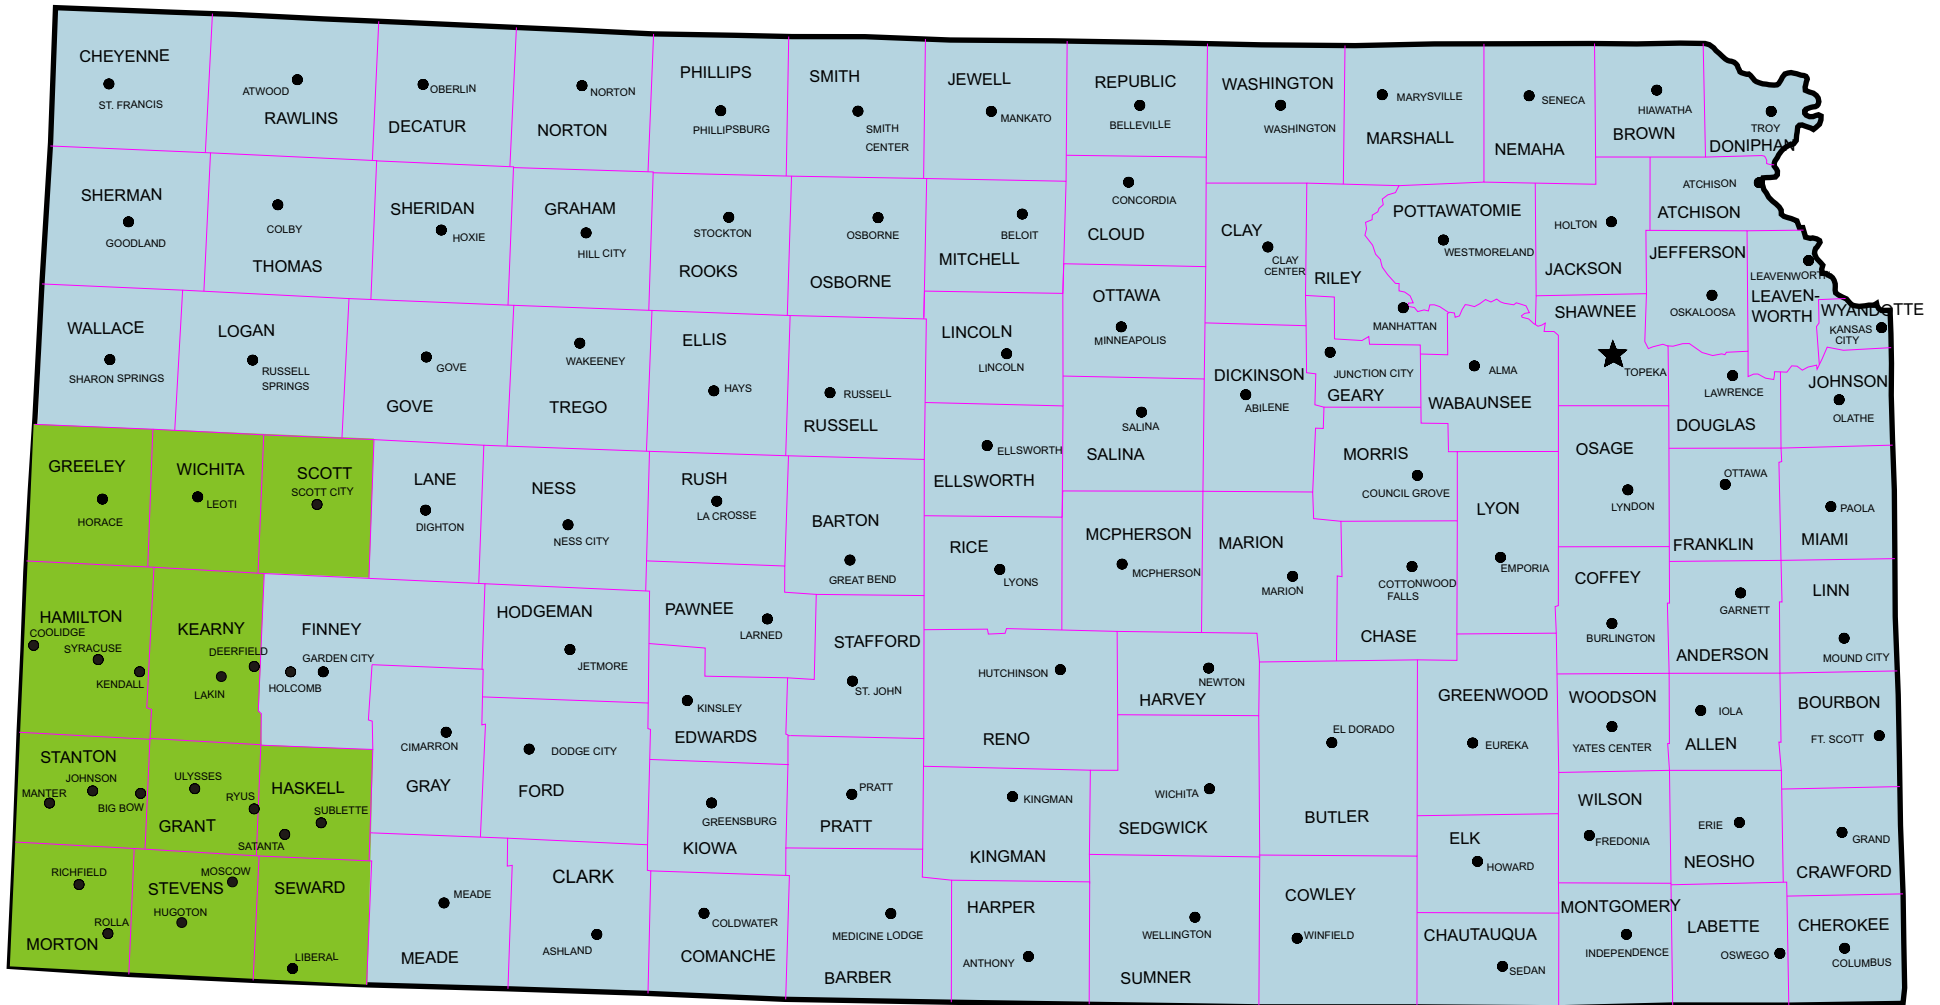 CHEYENNE
ST. FRANCIS
ATWOOD
RAWLINS
OBERLIN
DECATUR
NORTON
NORTON
PHILLIPS
PHILLIPSBURG
SMITH
SMITH
CENTER
JEWELL
MANKATO
REPUBLIC
BELLEVILLE
WASHINGTON
WASHINGTON
MARYSVILLE
MARSHALL
SENECA
NEMAHA
HIAWATHA
BROWN
TROY
DONIPHAN
SHERMAN
GOODLAND
COLBY
THOMAS
SHERIDAN
HOXIE
GRAHAM
HILL CITY
STOCKTON
ROOKS
OSBORNE
OSBORNE
BELOIT
MITCHELL
CONCORDIA
CLOUD
CLAY
CLAY
CENTER
RILEY
MANHATTAN
POTTAWATOMIE
WESTMORELAND
HOLTON
JACKSON
ATCHISON
ATCHISON
JEFFERSON
OSKALOOSA
LEAVENWORTH
LEAVEN-
WORTH
WYANDOTTE
KANSAS
CITY
WALLACE
SHARON SPRINGS
LOGAN
RUSSELL
SPRINGS
GOVE
GOVE
WAKEENEY
TREGO
ELLIS
HAYS
RUSSELL
RUSSELL
LINCOLN
LINCOLN
OTTAWA
MINNEAPOLIS
DICKINSON
ABILENE
JUNCTION CITY
GEARY
ALMA
WABAUNSEE
SHAWNEE
TOPEKA
LAWRENCE
DOUGLAS
JOHNSON
OLATHE
GREELEY
HORACE
WICHITA
LEOTI
SCOTT
SCOTT CITY
LANE
DIGHTON
NESS
NESS CITY
RUSH
LA CROSSE
BARTON
GREAT BEND
ELLSWORTH
ELLSWORTH
SALINA
SALINA
RICE
LYONS
MCPHERSON
MCPHERSON
MARION
MARION
MORRIS
COUNCIL GROVE
COTTONWOOD
FALLS
CHASE
LYON
EMPORIA
OSAGE
LYNDON
OTTAWA
FRANKLIN
PAOLA
MIAMI
HAMILTON
COOLIDGE
SYRACUSE
KENDALL
KEARNY
DEERFIELD
LAKIN
FINNEY
GARDEN CITY
HOLCOMB
HODGEMAN
JETMORE
PAWNEE
LARNED
STAFFORD
ST. JOHN
KINSLEY
EDWARDS
HUTCHINSON
RENO
NEWTON
HARVEY
EL DORADO
BUTLER
GREENWOOD
EUREKA
COFFEY
BURLINGTON
GARNETT
ANDERSON
LINN
MOUND CITY
WOODSON
YATES CENTER
IOLA
ALLEN
BOURBON
FT. SCOTT
STANTON
JOHNSON
MANTER
BIG BOW
ULYSSES
RYUS
GRANT
HASKELL
SUBLETTE
SATANTA
CIMARRON
GRAY
DODGE CITY
FORD
GREENSBURG
KIOWA
PRATT
PRATT
KINGMAN
KINGMAN
WICHITA
SEDGWICK
ELK
HOWARD
WILSON
FREDONIA
ERIE
NEOSHO
GRAND
CRAWFORD
RICHFIELD
ROLLA
MORTON
MOSCOW
STEVENS
HUGOTON
SEWARD
LIBERAL
MEADE
MEADE
CLARK
ASHLAND
COLDWATER
COMANCHE
MEDICINE LODGE
BARBER
HARPER
ANTHONY
WELLINGTON
SUMNER
COWLEY
WINFIELD
CHAUTAUQUA
SEDAN
MONTGOMERY
INDEPENDENCE
LABETTE
OSWEGO
CHEROKEE
COLUMBUS